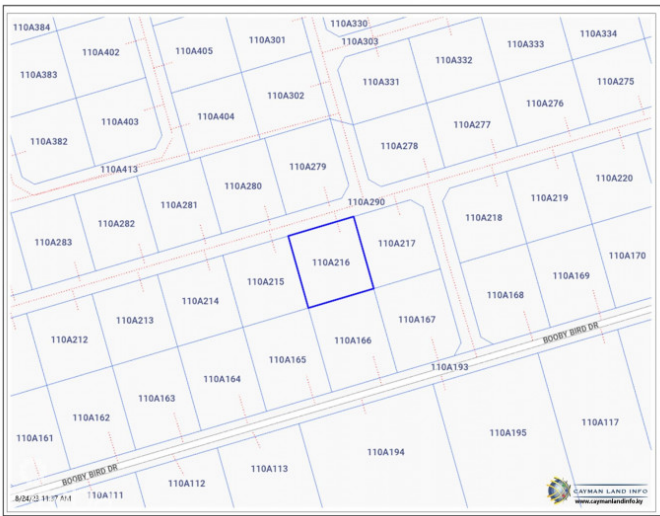 110A384
110A330
110A402
110A405
110A301
110A303
110A333
110A334
110A383
110A331
110A332
110A275
110A302
110A276
110A404
110A403
110A277
110A382
110A278
110A413
110A279
110A280
110A220
110A290
110A219
110A281
110A218
110A282
110A283
110A217
110A216
110A170
110A215
110A169
110A214
110A168
110A213
110A167
110A212
BOOBY BIRD DR
110A166
110A165
110A193
110A164
110A163
110A162
110A117
110A161
110A195
110A194
110A113
BOOBY BIRD DR
110A112
110A111
CAYMAN LAND INFO
www.caymanlandinfo.ky